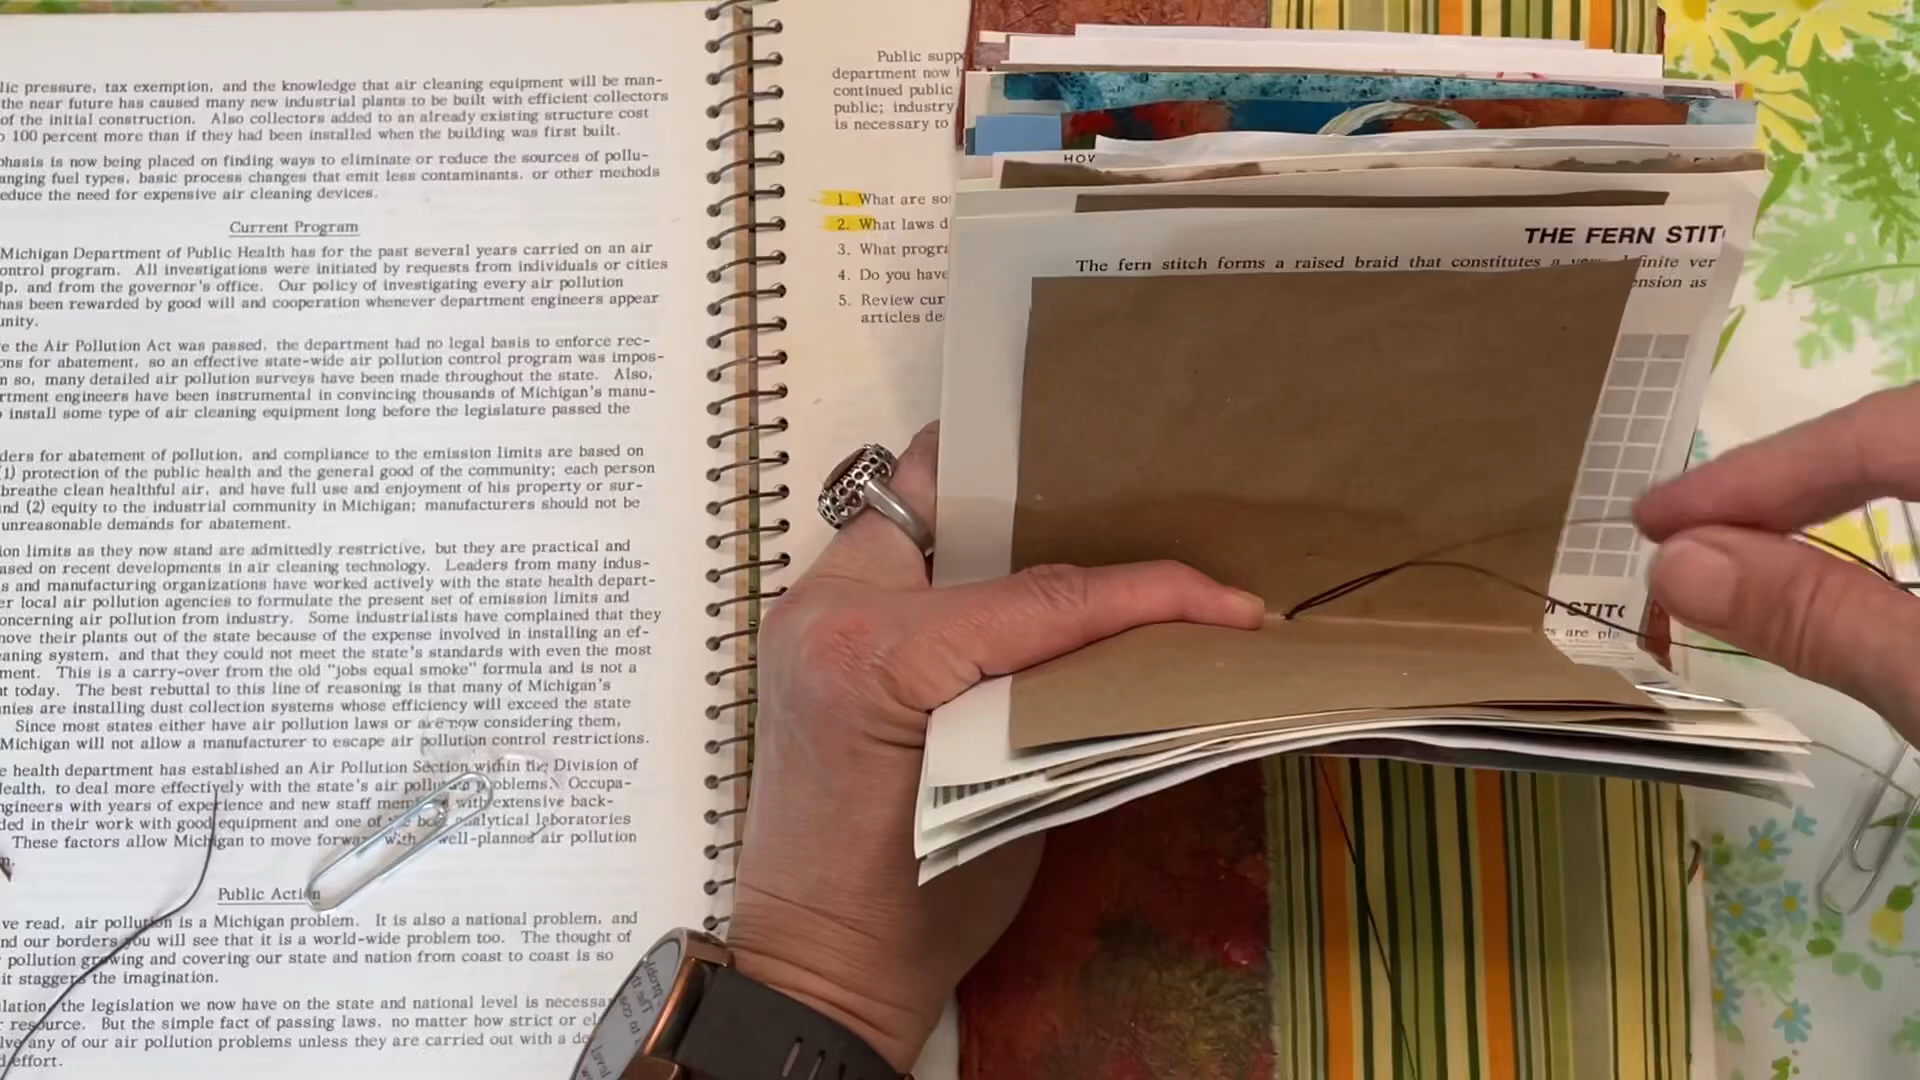 lic pressure, tax exemption, and the knowledge that air cleaning equipment will be man-
the near future has caused many new industrial plants to be built with efficient collectors
of the initial construction. Also collectors added to an already existing structure cost
100 percent more than if they had been installed when the building was first built.
phasis is now being placed on finding ways to eliminate or reduce the sources of pollu-
anging fuel types, basic process changes that emit less contaminants, or other methods
educe the need for expensive air cleaning devices.
Current Program
Michigan Department of Public Health has for the past several years carried on an air
ontrol program. All investigations were initiated by requests from individuals or cities
lp, and from the governor's office. Our policy of investigating every air pollution
has been rewarded by good will and cooperation whenever department engineers appear
unity.
e the Air Pollution Act was passed, the department had no legal basis to enforce rec-
ons for abatement, so an effective state-wide air pollution control program was impos-
n so, many detailed air pollution surveys have been made throughout the state. Also,
rtment engineers have been instrumental in convincing thousands of Michigan's manu-
install some type of air cleaning equipment long before the legislature passed the
ders for abatement of pollution, and compliance to the emission limits are based on
(1) protection of the public health and the general good of the community; each person
breathe clean healthful air, and have full use and enjoyment of his property or sur-
nd (2) equity to the industrial community in Michigan; manufacturers should not be
unreasonable demands for abatement.
ion limits as they now stand are admittedly restrictive, but they are practical and
ased on recent developments in air cleaning technology. Leaders from many indus-
s and manufacturing organizations have worked actively with the state health depart-
er local air pollution agencies to formulate the present set of emission limits and
oncerning air pollution from industry. Some industrialists have complained that they
move their plants out of the state because of the expense involved in installing an ef-
eaning system, and that they could not meet the state's standards with even the most
ment. This is a carry-over from the old "jobs equal smoke" formula and is not a
nt today. The best rebuttal to this line of reasoning is that many of Michigan's
nies are installing dust collection systems whose efficiency will exceed the state
Since most states either have air pollution laws or are now considering them,
Michigan will not allow a manufacturer to escape air pollution control restrictions.
e health department has established an Air Pollution Section within the Division of
Health, to deal more effectively with the state's air pollution problems. Occupa-
ngineers with years of experience and new staff mem with extensive back-
ded in their work with good equipment and one of the analytical laboratories
These factors allow Michigan to move forwa with well-planned air pollution
n.
Public Action
ve read, air pollution is a Michigan problem. It is also a national problem, and
nd our borders you will see that it is a world-wide problem too. The thought of
pollution growing and covering our state and nation from coast to coast is so
it staggers the imagination.
lation, the legislation we now have on the state and national level is necessa
resource. But the simple fact of passing laws, no matter how strict or el
lve any of our air pollution problems unless they are carried out with a de
effort.
Public supp
department now
continued public
public; industry
is necessary to
1. What are so
2. What laws d
3. What progra
4. Do you have
5. Review cur
articles de
HOV
THE FERN STIT
The fern stitch forms a raised braid that constitutes a finite ver
ension as
M STITC
s are pl